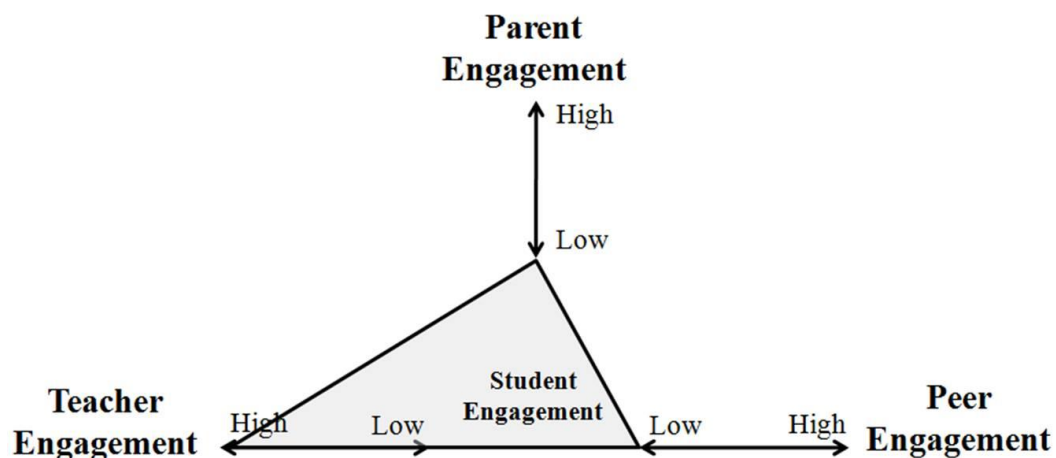 Parent
Engagement
High
Low
Student
Engagement
Teacher
Engagement
High
Low
Low
High
Peer
Engagement